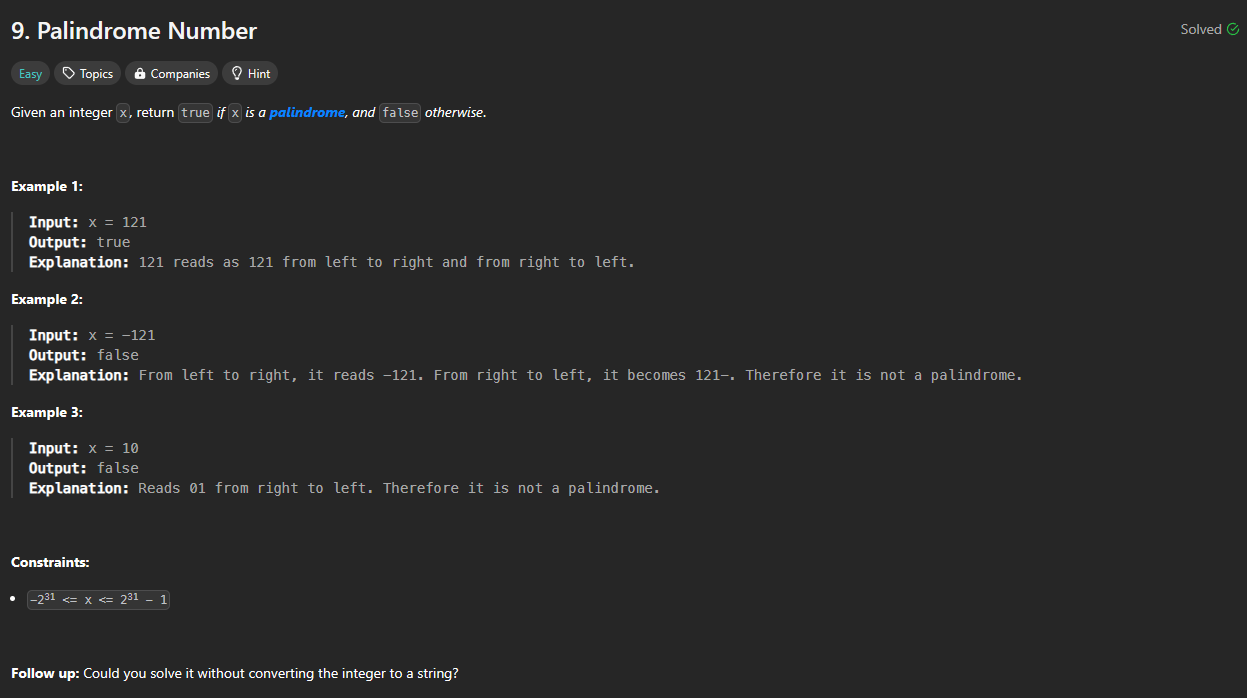 9. Palindrome Number
Solved
Easy Topics Companies Hint
Given an integer x, return true if x is a palindrome, and false otherwise.
Example 1:
Input: x = 121
Output: true
Explanation: 121 reads as 121 from left to right and from right to left.
Example 2:
Input: x = -121
Output: false
Explanation: From left to right, it reads -121. From right to left, it becomes 121-. Therefore it is not a palindrome.
Example 3:
Input: x = 10
Output: false
Explanation: Reads 01 from right to left. Therefore it is not a palindrome.
Constraints:
• -2³¹ <= x <= 2³¹ - 1
Follow up: Could you solve it without converting the integer to a string?